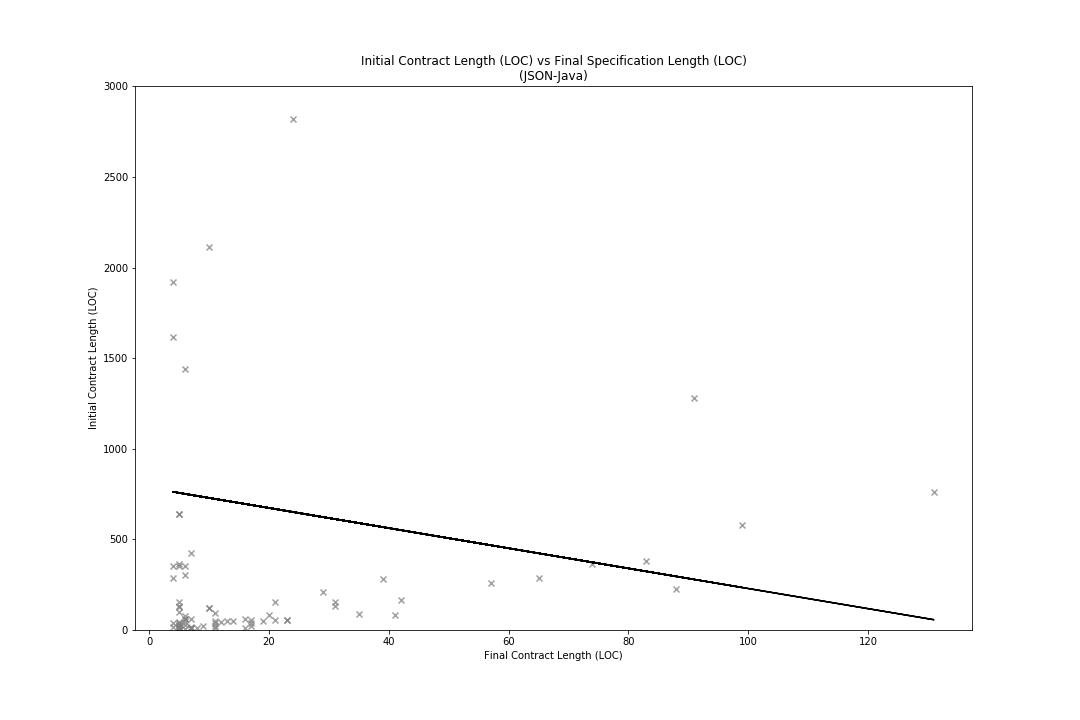 Initial Contract Length (LOC) vs Final Specification Length (LOC)
(JSON-Java)
3000
2500
2000
1500
1000
500
0
Initial Contract Length (LOC)
0 20 40 60 80 100 120
Final Contract Length (LOC)